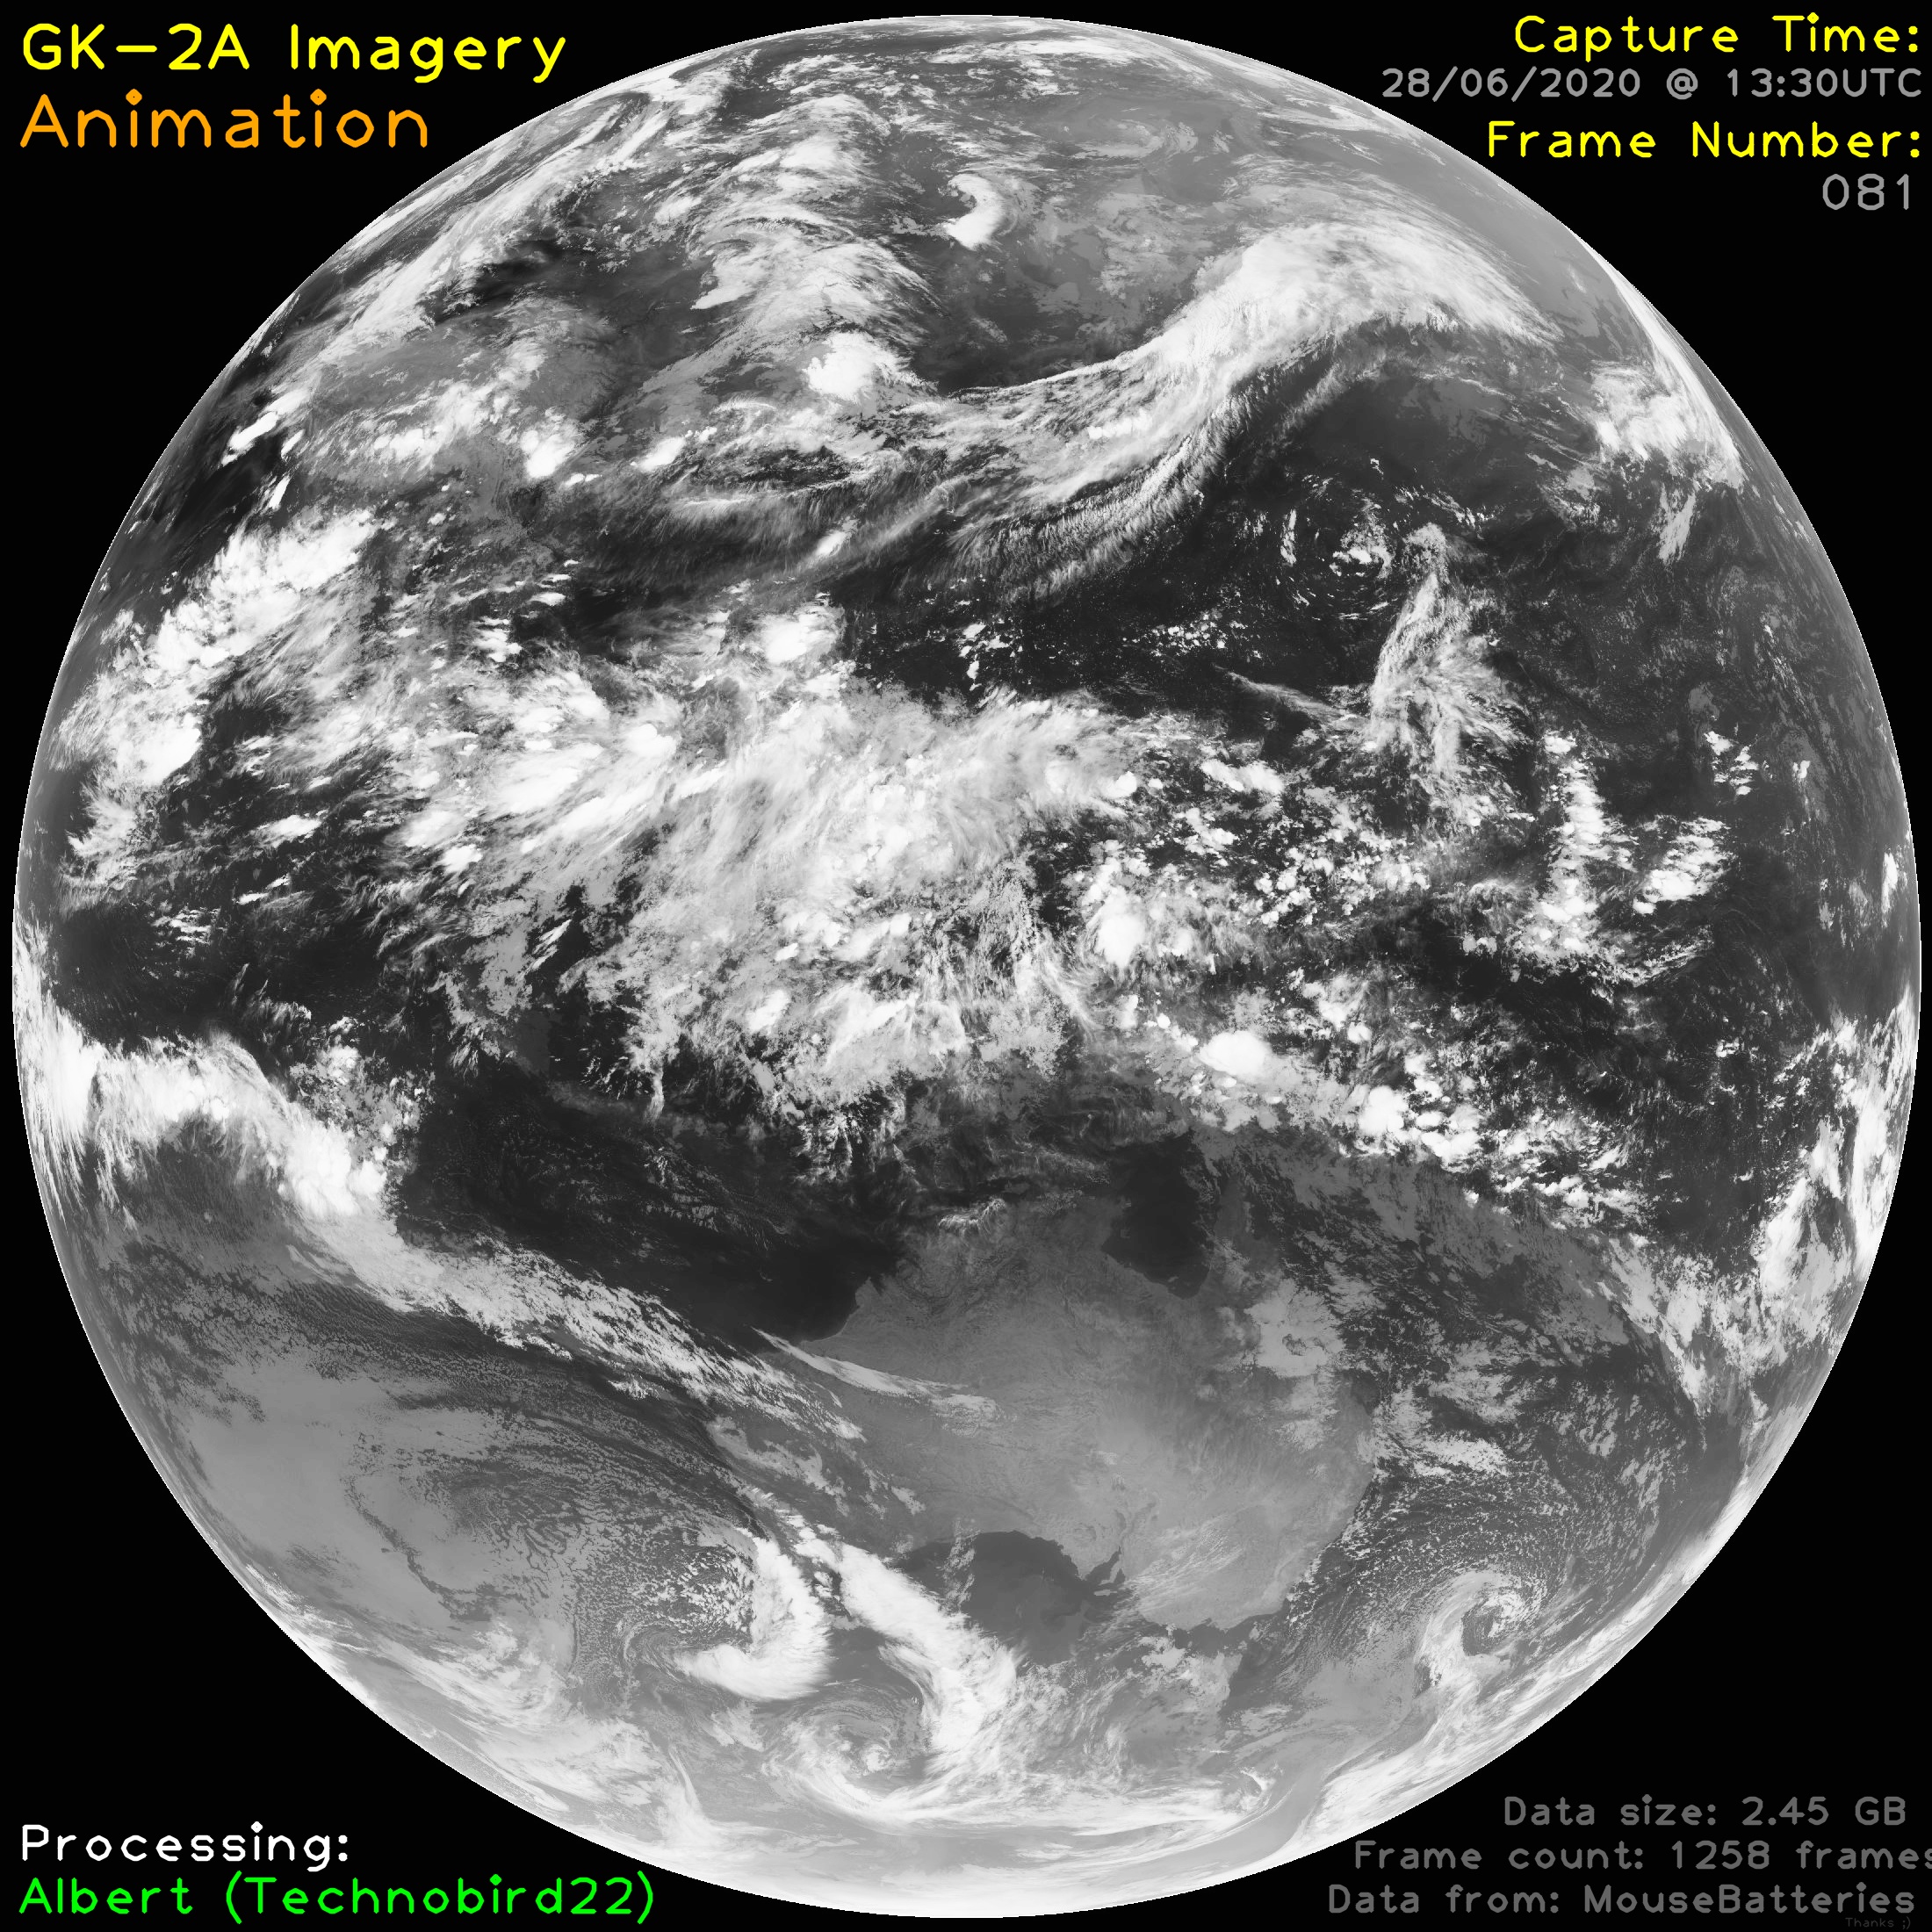 GK-2A Imagery
Animation
Capture Time:
28/06/2020 @ 13:30UTC
Frame Number:
081
Processing:
Albert (Technobird22)
Data size: 2.45 GB
Frame count: 1258 frames
Data from: MouseBatteries
Thanks ;)